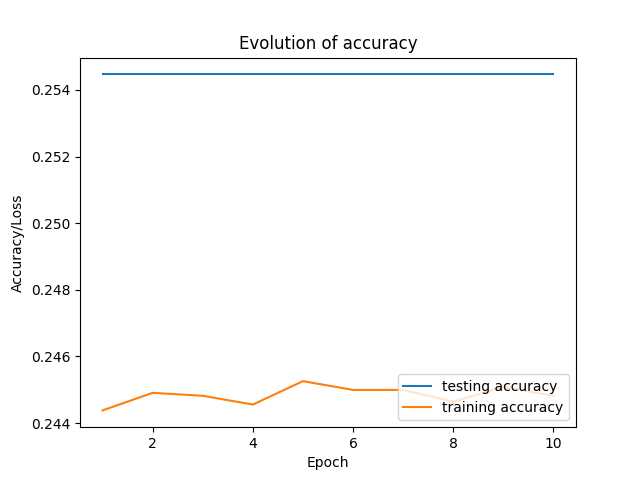 Evolution of accuracy
Accuracy/Loss
0.254
0.252
0.250
0.248
0.246
0.244
testing accuracy
training accuracy
2 4 6 8 10
Epoch